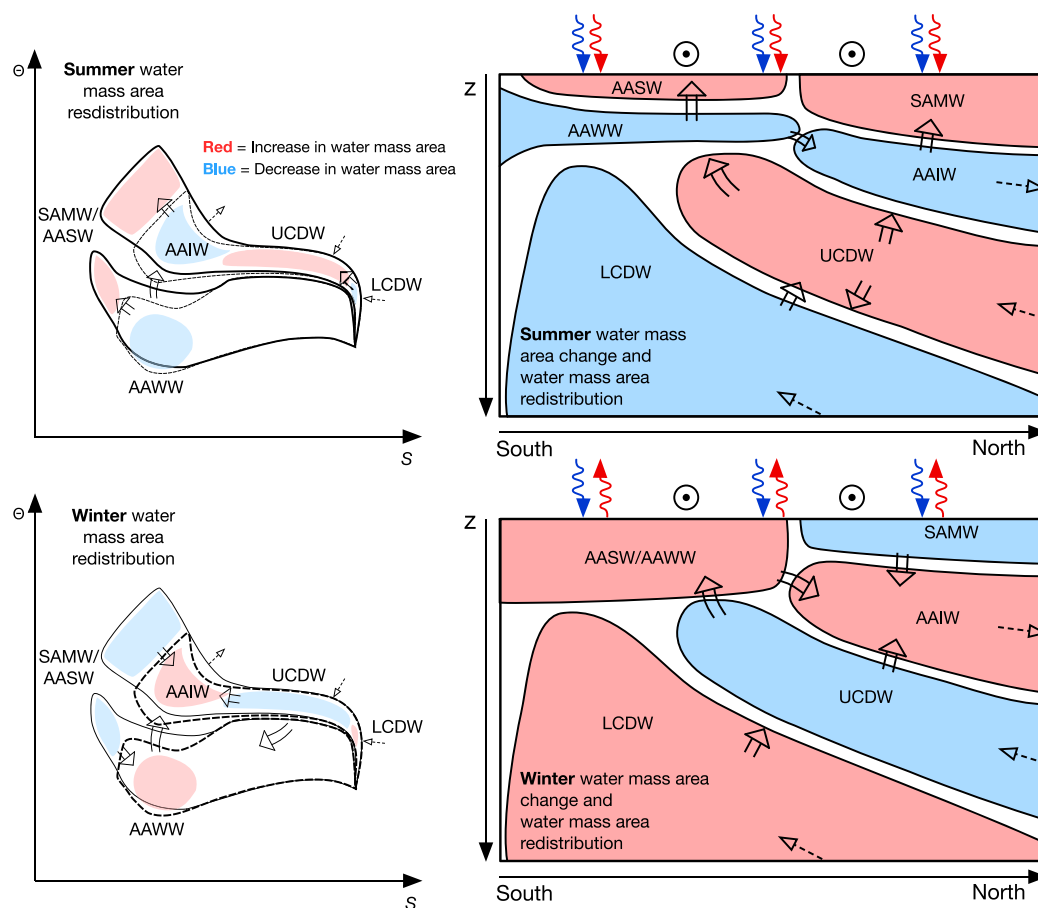 Θ
Summer water
mass area
resdistribution
Red = Increase in water mass area
Blue = Decrease in water mass area
SAMW/
AASW
AAIW
UCDW
LCDW
AAWW
S
Z
AASW
SAMW
AAWW
AAIW
UCDW
LCDW
Summer water mass
area change and
water mass area
redistribution
South
North
Θ
Winter water
mass area
redistribution
SAMW/
AASW
AAIW
UCDW
LCDW
AAWW
S
Z
SAMW
AASW/AAWW
AAIW
UCDW
LCDW
Winter water mass area
change and
water mass area
redistribution
South
North